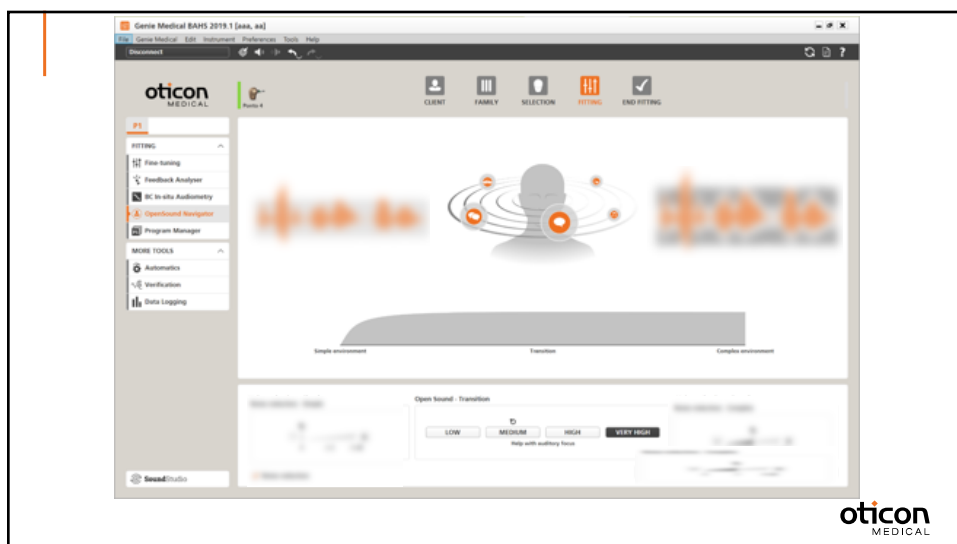 Genie Medical BAHS 2019.1 [aaa, aa]
File Genie Medical Edit Instrument Preferences Tools Help
Disconnect
?
oticon
MEDICAL
Ponto 4
CLIENT FAMILY SELECTION FITTING END FITTING
P1
FITTING
Fine-tuning
Feedback Analyser
BC In-situ Audiometry
OpenSound Navigator
Program Manager
MORE TOOLS
Automatics
Verification
Data Logging
Simple environment Transition Complex environment
Open Sound - Transition
LOW MEDIUM HIGH VERY HIGH
Help with auditory focus
SoundStudio
oticon
MEDICAL